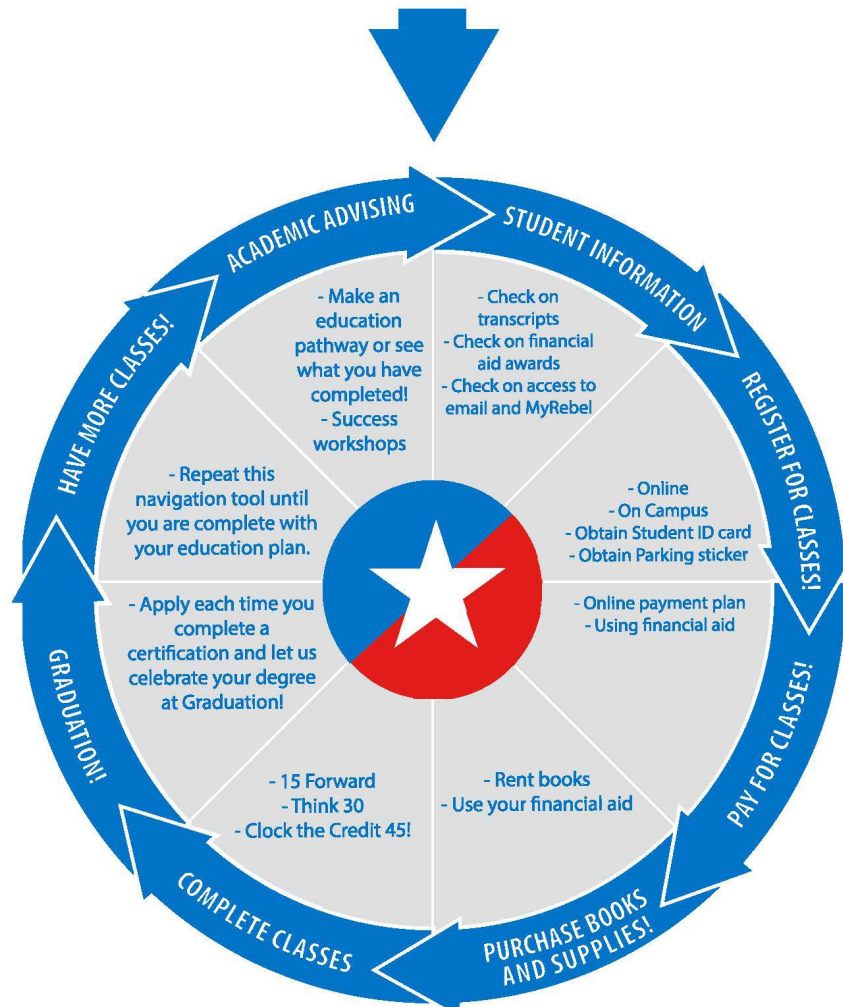 STUDENT INFORMATION
- Check on
transcripts
- Check on financial
aid awards
- Check on access to
email and MyRebel
REGISTER FOR CLASSES!
- Online
- On Campus
- Obtain Student ID card
- Obtain Parking sticker
PAY FOR CLASSES!
- Online payment plan
- Using financial aid
PURCHASE BOOKS
AND SUPPLIES!
- Rent books
- Use your financial aid
COMPLETE CLASSES
- 15 Forward
- Think 30
- Clock the Credit 45!
GRADUATION!
- Apply each time you
complete a
certification and let us
celebrate your degree
at Graduation!
HAVE MORE CLASSES!
- Repeat this
navigation tool until
you are complete with
your education plan.
ACADEMIC ADVISING
- Make an
education
pathway or see
what you have
completed!
- Success
workshops